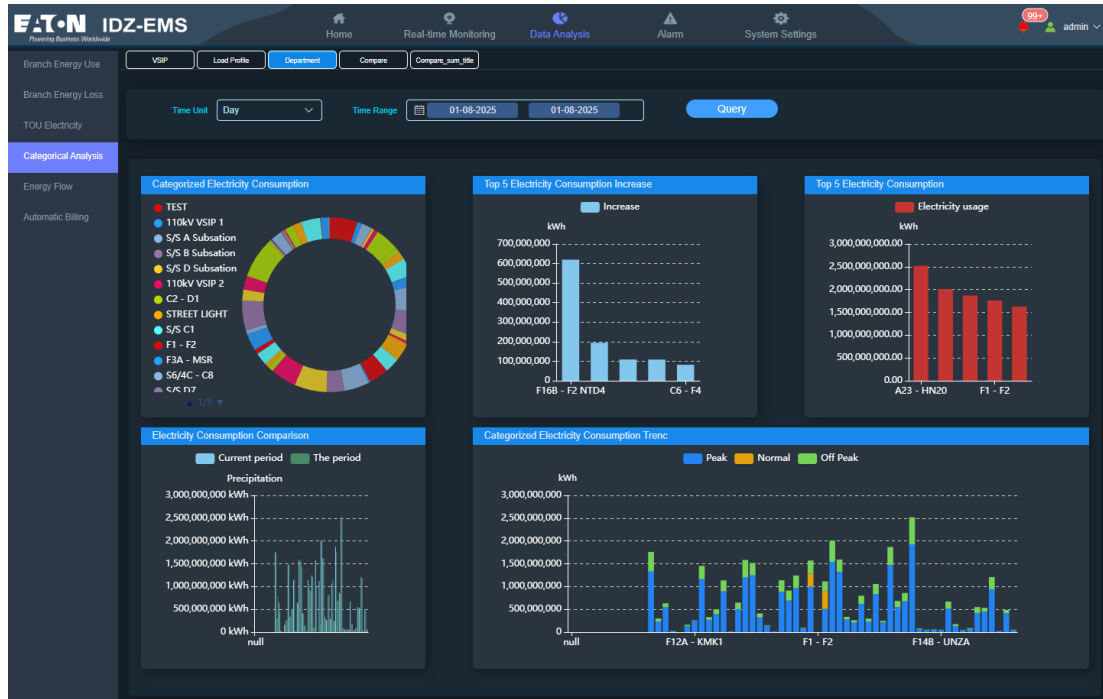 EATON IDZ-EMS
Powering Business Worldwide
Home
Real-time Monitoring
Data Analysis
Alarm
System Settings
99+
admin
Branch Energy Use
Branch Energy Loss
TOU Electricity
Categorical Analysis
Energy Flow
Automatic Billing
VSIP
Load Profile
Department
Compare
Compare_sum_title
Time Unit
Day
Time Range
01-08-2025
01-08-2025
Query
Categorized Electricity Consumption
TEST
110kV VSIP 1
S/S A Subsation
S/S B Subsation
S/S D Subsation
110kV VSIP 2
C2 - D1
STREET LIGHT
S/S C1
F1 - F2
F3A - MSR
S6/4C - C8
S/S D7
▲ 1/5 ▼
Top 5 Electricity Consumption Increase
Increase
kWh
700,000,000
600,000,000
500,000,000
400,000,000
300,000,000
200,000,000
100,000,000
0
F16B - F2 NTD4
C6 - F4
Top 5 Electricity Consumption
Electricity usage
kWh
3,000,000,000.00
2,500,000,000.00
2,000,000,000.00
1,500,000,000.00
1,000,000,000.00
500,000,000.00
0.00
A23 - HN20
F1 - F2
Electricity Consumption Comparison
Current period
The period
Precipitation
3,000,000,000 kWh
2,500,000,000 kWh
2,000,000,000 kWh
1,500,000,000 kWh
1,000,000,000 kWh
500,000,000 kWh
0 kWh
null
Categorized Electricity Consumption Trenc
Peak
Normal
Off Peak
kWh
3,000,000,000
2,500,000,000
2,000,000,000
1,500,000,000
1,000,000,000
500,000,000
0
null
F12A - KMK1
F1 - F2
F14B - UNZA